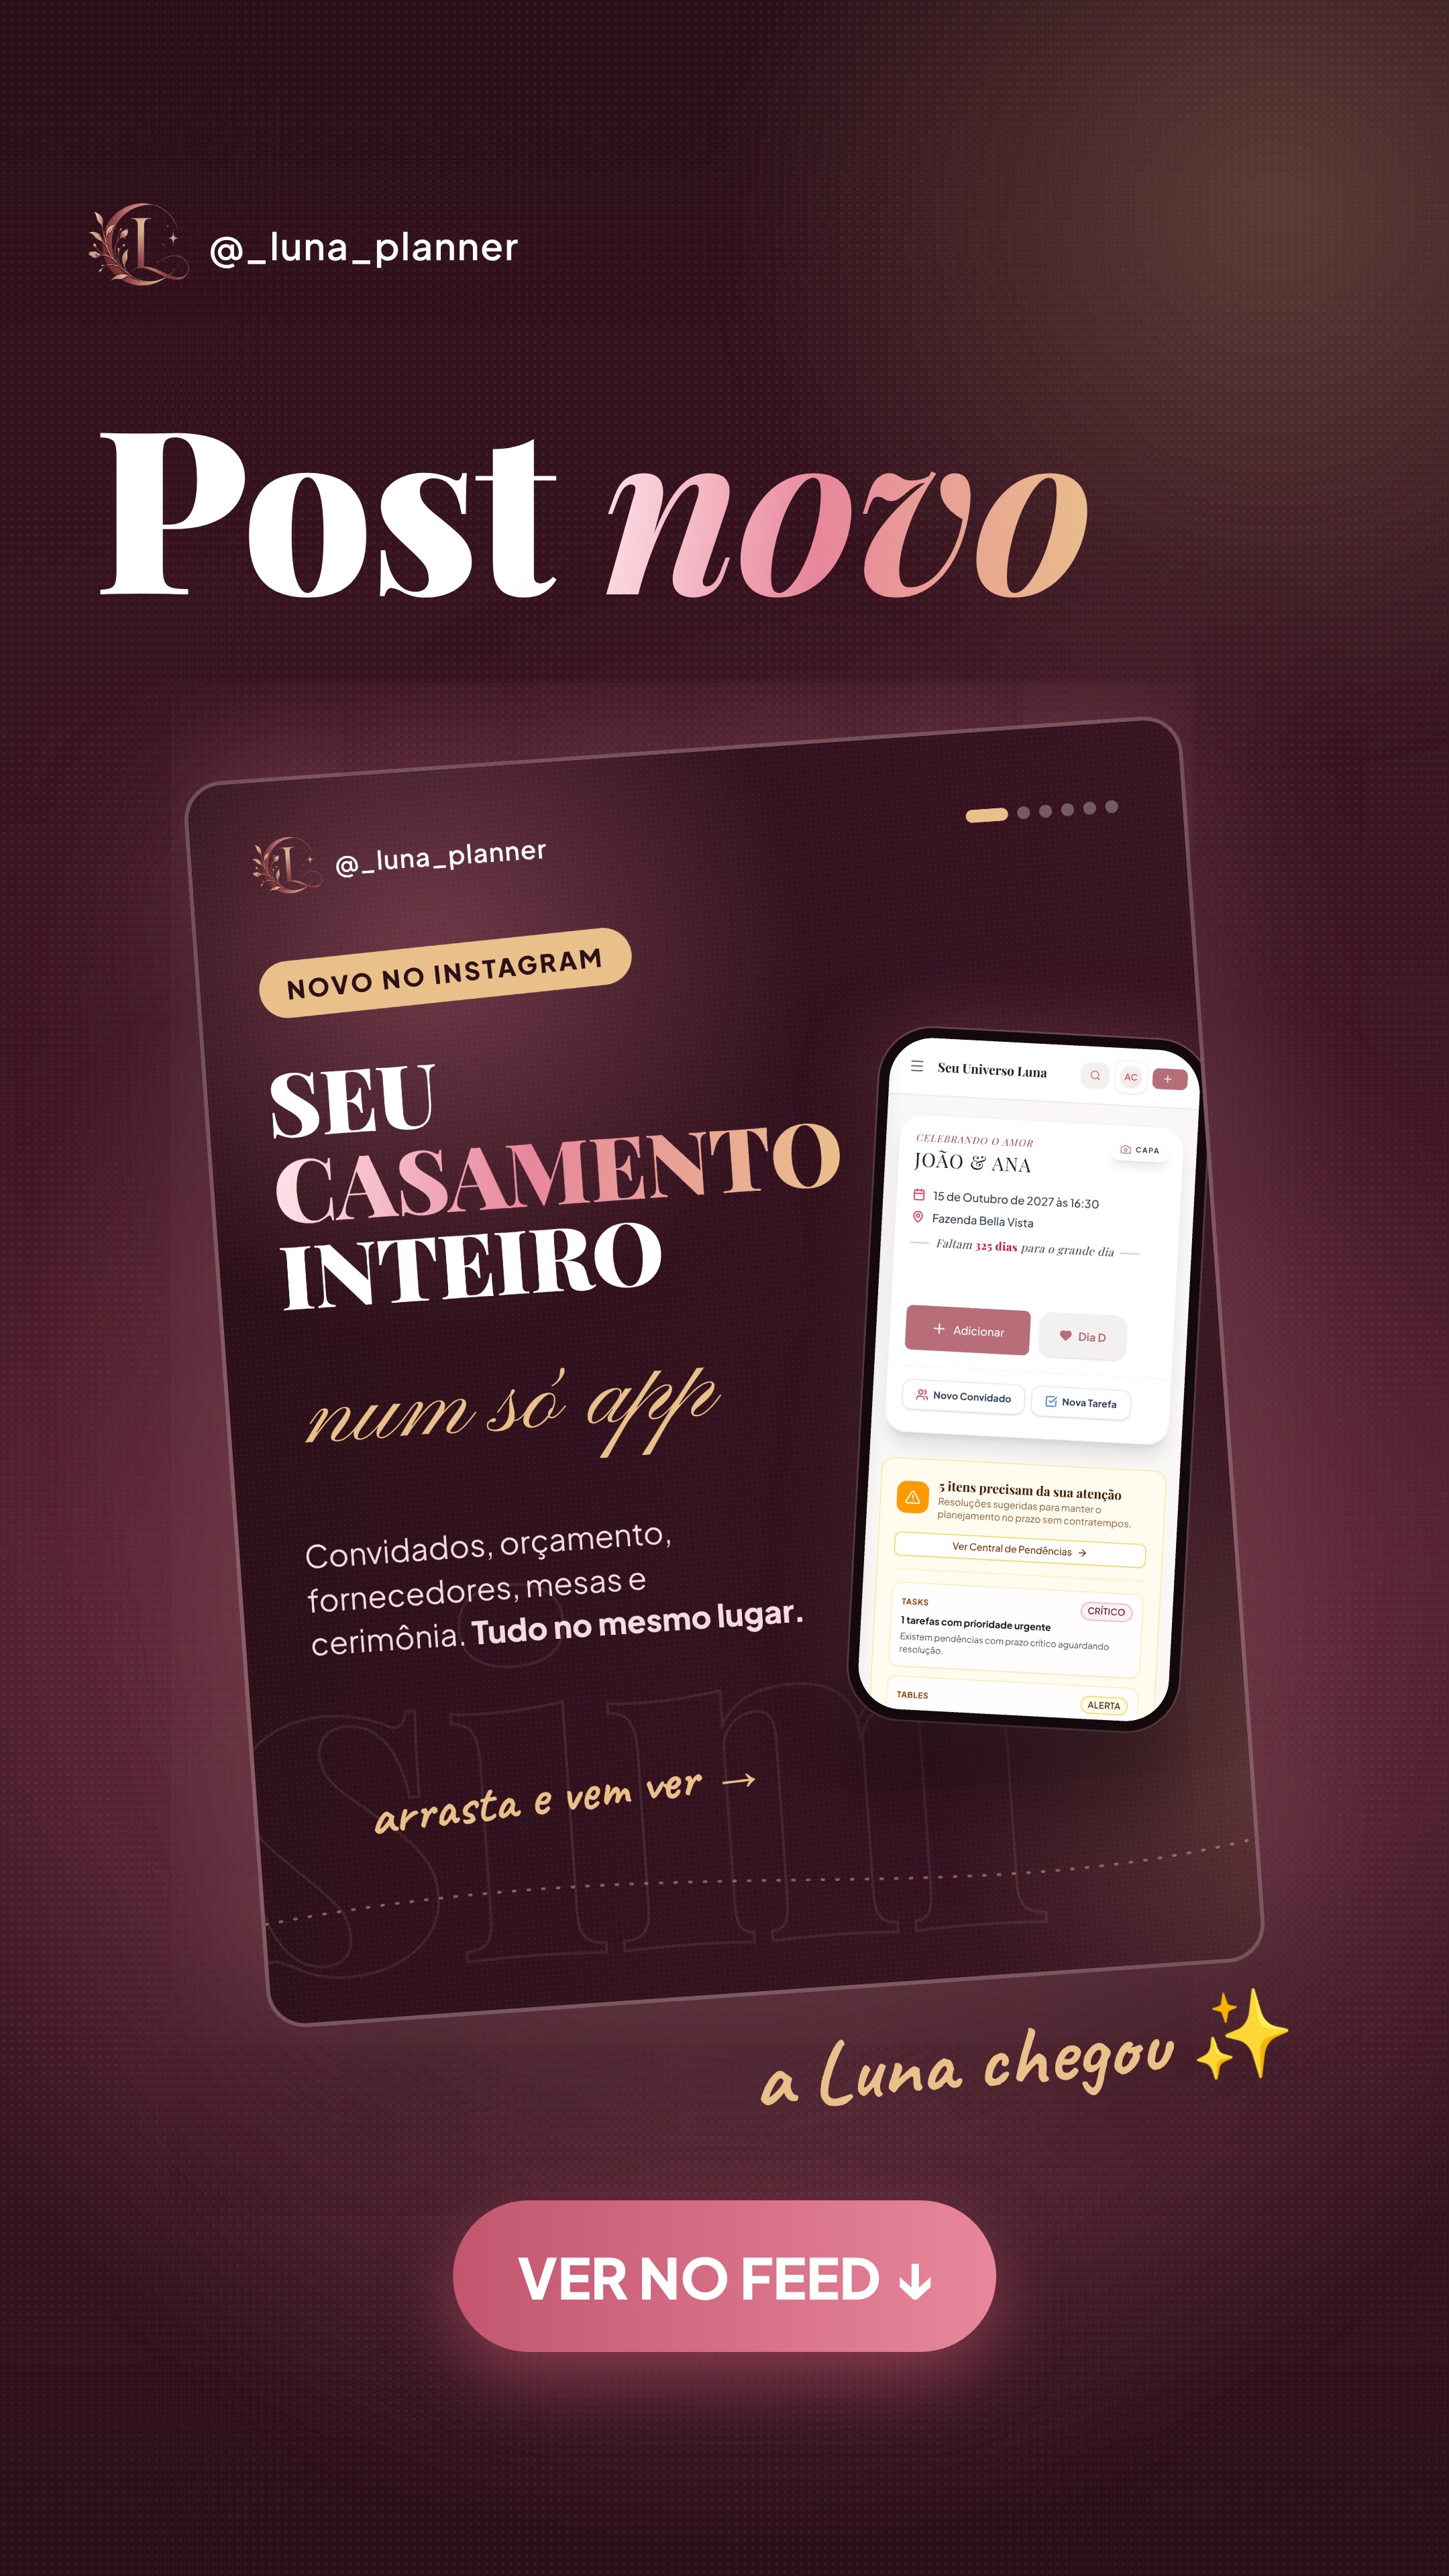 L
@_luna_planner
Post novo
L
@_luna_planner
NOVO NO INSTAGRAM
SEU
CASAMENTO
INTEIRO
num só app
Convidados, orçamento,
fornecedores, mesas e
cerimônia. Tudo no mesmo lugar.
sim
arrasta e vem ver →
Seu Universo Luna
AC
+
CELEBRANDO O AMOR
CAPA
JOÃO & ANA
15 de Outubro de 2027 às 16:30
Fazenda Bella Vista
Faltam 325 dias para o grande dia
+ Adicionar
Dia D
Novo Convidado
Nova Tarefa
5 itens precisam da sua atenção
Resoluções sugeridas para manter o
planejamento no prazo sem contratempos.
Ver Central de Pendências →
TASKS
CRÍTICO
1 tarefas com prioridade urgente
Existem pendências com prazo crítico aguardando
resolução.
TABLES
ALERTA
a Luna chegou ✨
VER NO FEED ↓